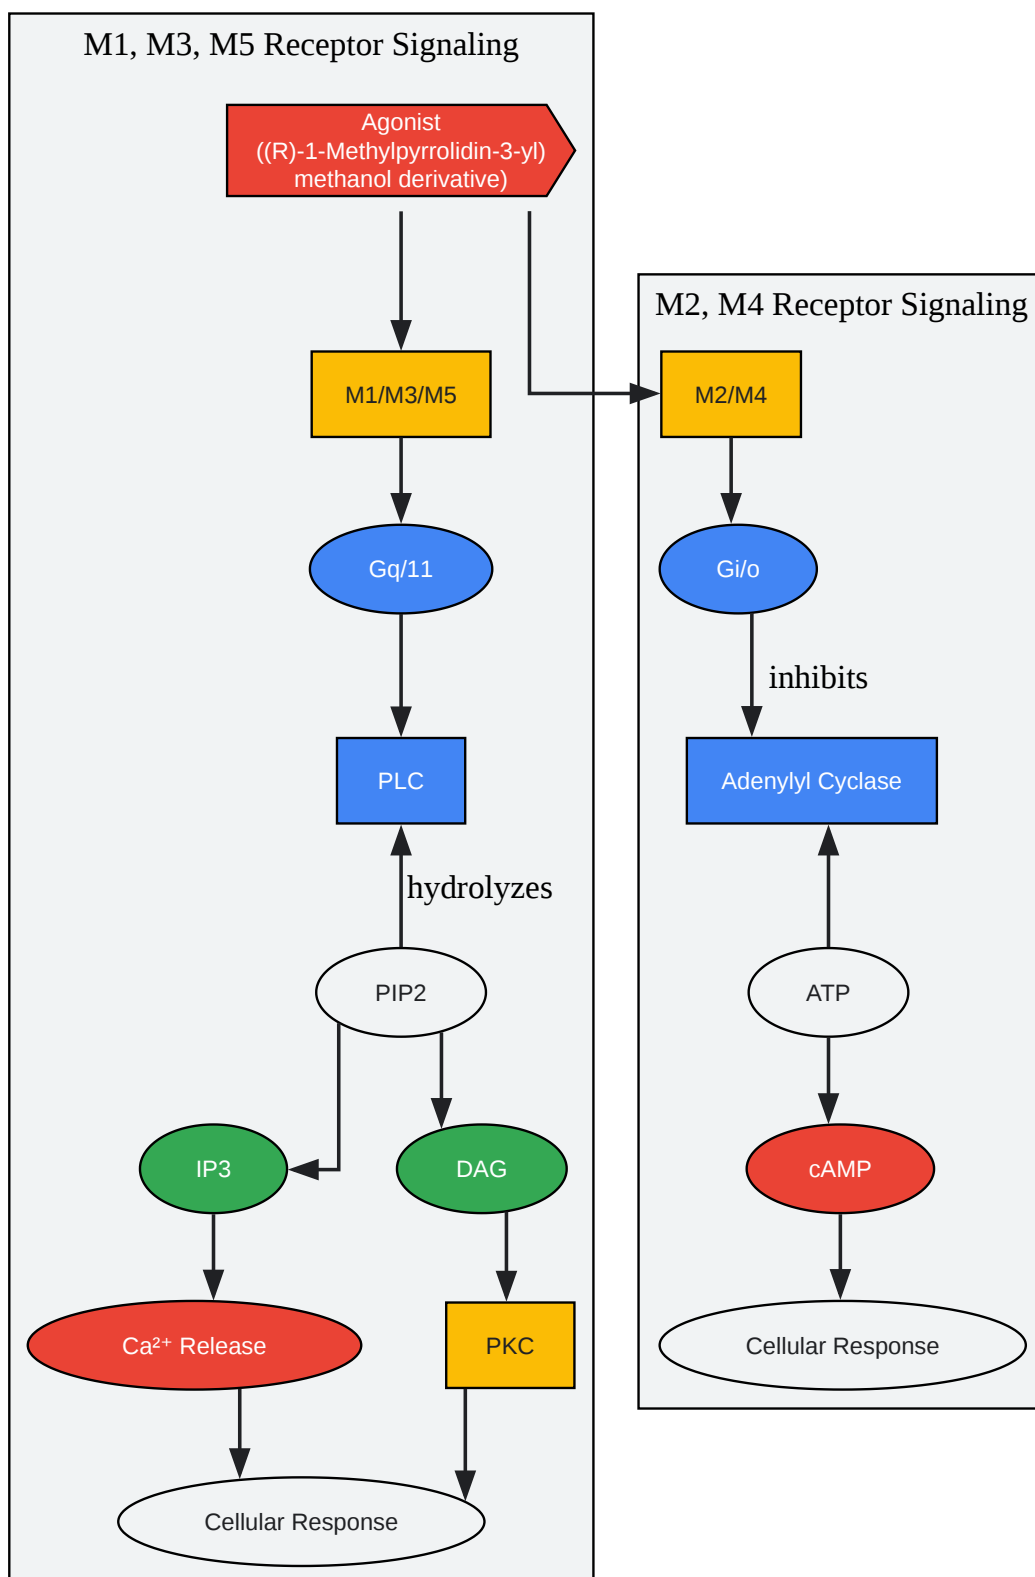 M1, M3, M5 Receptor Signaling
Agonist
((R)-1-Methylpyrrolidin-3-yl)
methanol derivative)
M1/M3/M5
Gq/11
PLC
hydrolyzes
PIP2
IP3
DAG
Ca²⁺ Release
PKC
Cellular Response
M2, M4 Receptor Signaling
M2/M4
Gi/o
inhibits
Adenylyl Cyclase
ATP
cAMP
Cellular Response